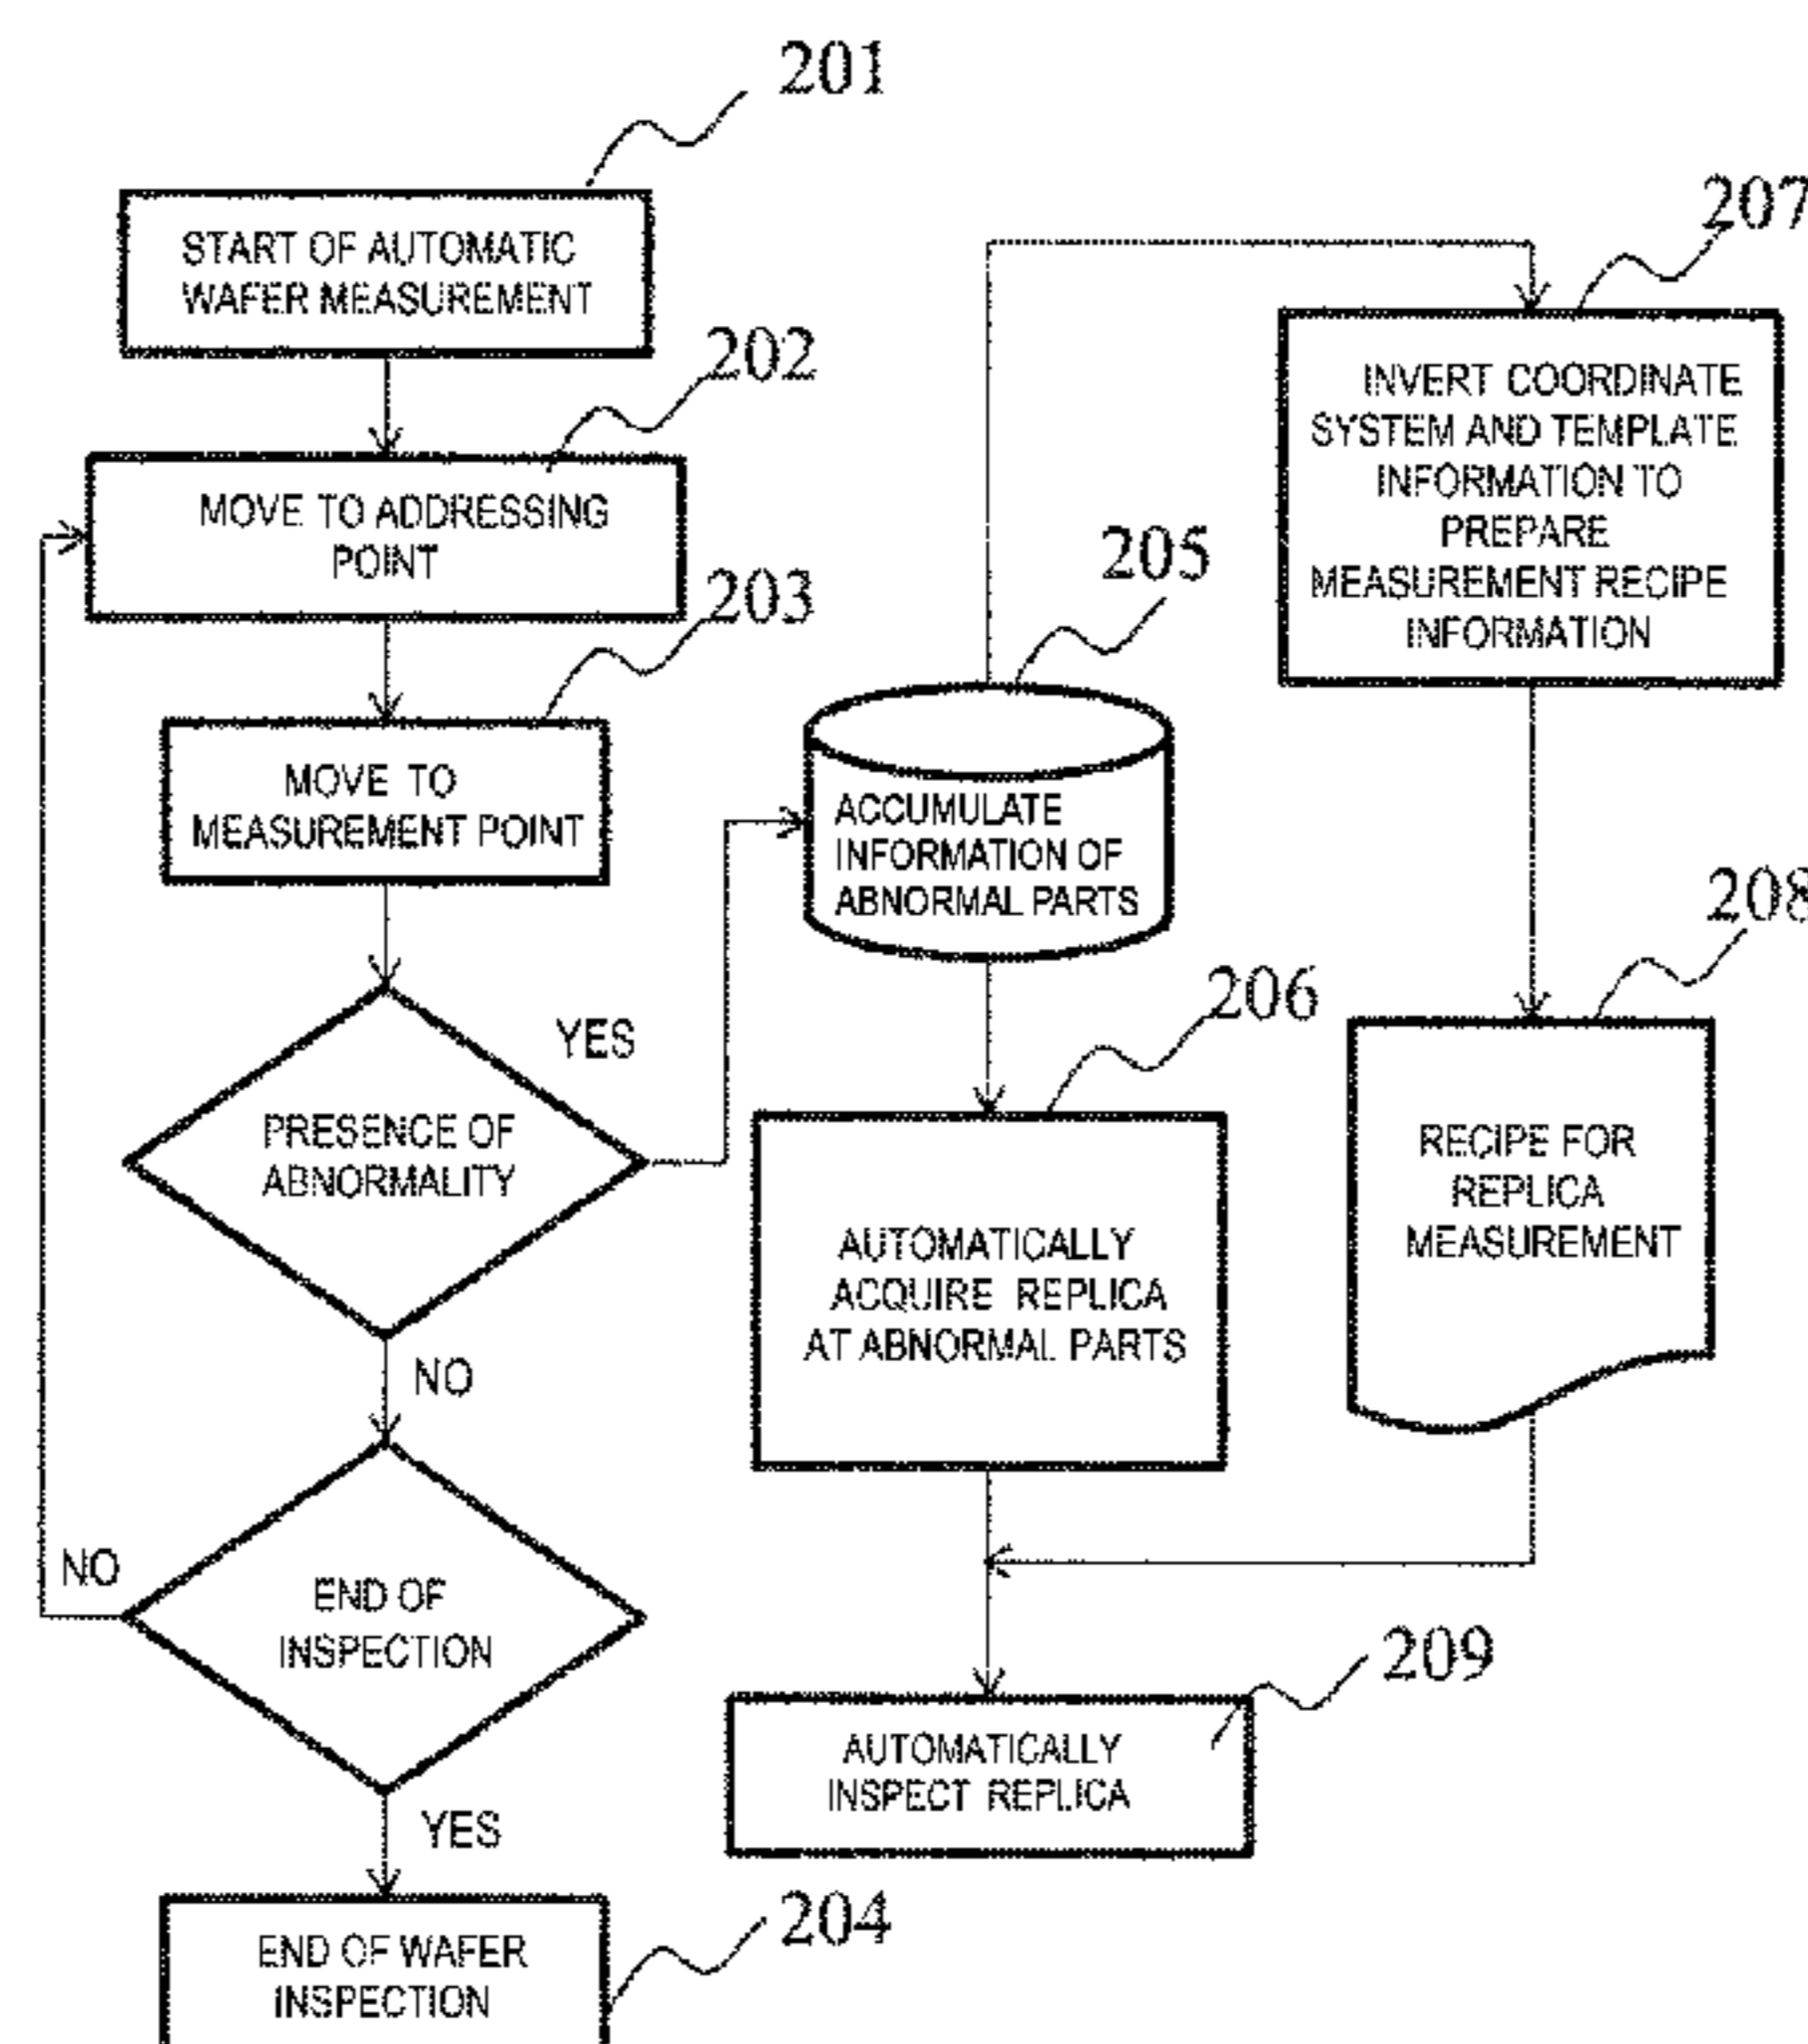 201
START OF AUTOMATIC
WAFER MEASUREMENT
202
MOVE TO ADDRESSING
POINT
203
MOVE TO
MEASUREMENT POINT
YES
PRESENCE OF
ABNORMALITY
NO
NO
END OF
INSPECTION
YES
204
END OF WAFER
INSPECTION
205
ACCUMULATE
INFORMATION OF
ABNORMAL PARTS
206
AUTOMATICALLY
ACQUIRE REPLICA
AT ABNORMAL PARTS
207
INVERT COORDINATE
SYSTEM AND TEMPLATE
INFORMATION TO
PREPARE
MEASUREMENT RECIPE
INFORMATION
208
RECIPE FOR
REPLICA
MEASUREMENT
209
AUTOMATICALLY
INSPECT REPLICA